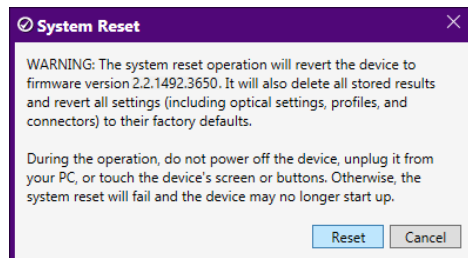 System Reset
WARNING: The system reset operation will revert the device to
firmware version 2.2.1492.3650. It will also delete all stored results
and revert all settings (including optical settings, profiles, and
connectors) to their factory defaults.
During the operation, do not power off the device, unplug it from
your PC, or touch the device's screen or buttons. Otherwise, the
system reset will fail and the device may no longer start up.
Reset Cancel